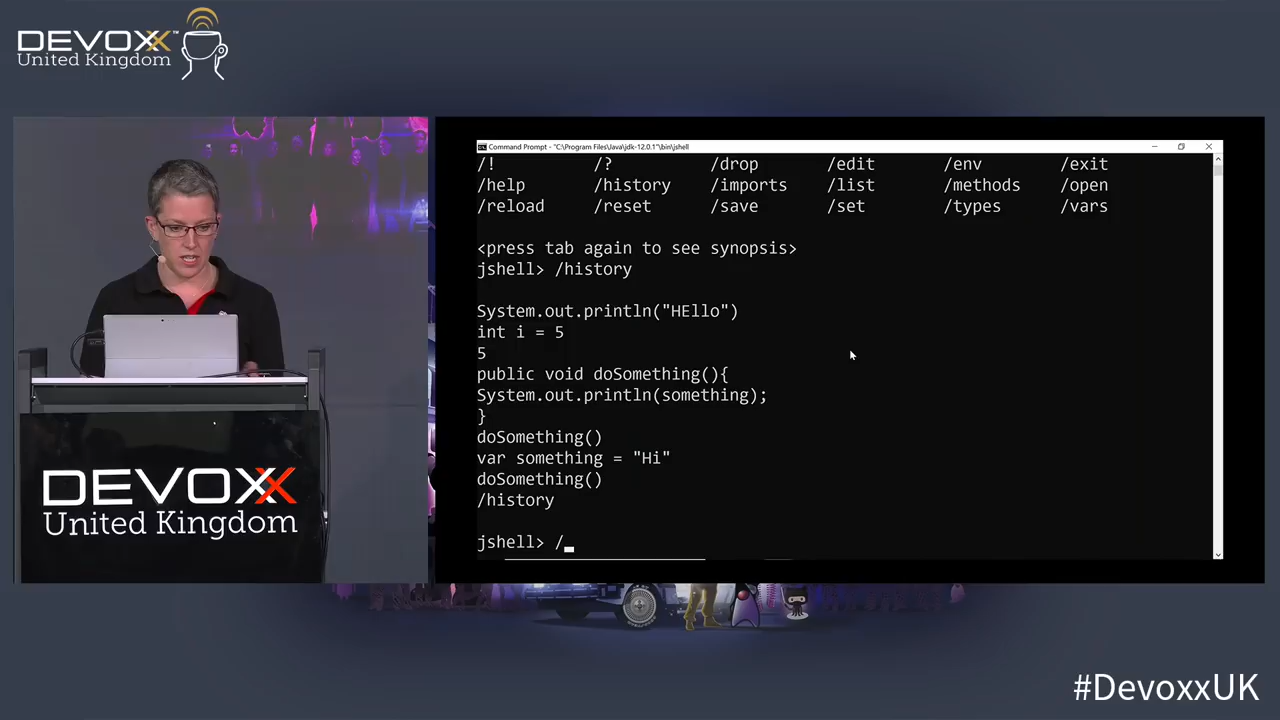 DEVOXX™
United Kingdom
Command Prompt - "C:\Program Files\Java\jdk-12.0.1"\bin\jshell
/! /? /drop /edit /env /exit
/help /history /imports /list /methods /open
/reload /reset /save /set /types /vars
<press tab again to see synopsis>
jshell> /history
System.out.println("HEllo")
int i = 5
5
public void doSomething(){
System.out.println(something);
}
doSomething()
var something = "Hi"
doSomething()
/history
jshell> /_
DEVOXX
United Kingdom
#DevoxxUK